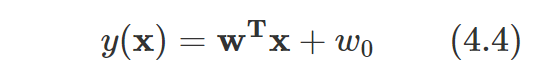 y(x) = wᵀx + w₀ (4.4)